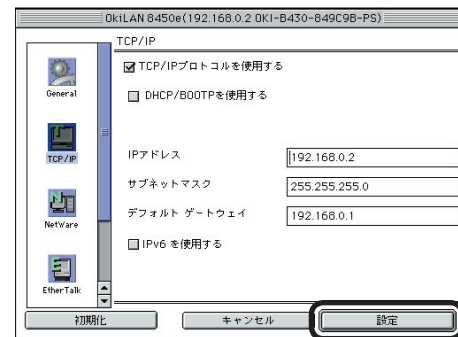 OkiLAN 8450e(192.168.0.2 OKI-B430-849C9B-PS)
TCP/IP
General
TCP/IP
NetWare
EtherTalk
TCP/IPプロトコルを使用する
DHCP/BOOTPを使用する
IPアドレス 192.168.0.2
サブネットマスク 255.255.255.0
デフォルト ゲートウェイ 192.168.0.1
IPv6 を使用する
初期化 キャンセル 設定